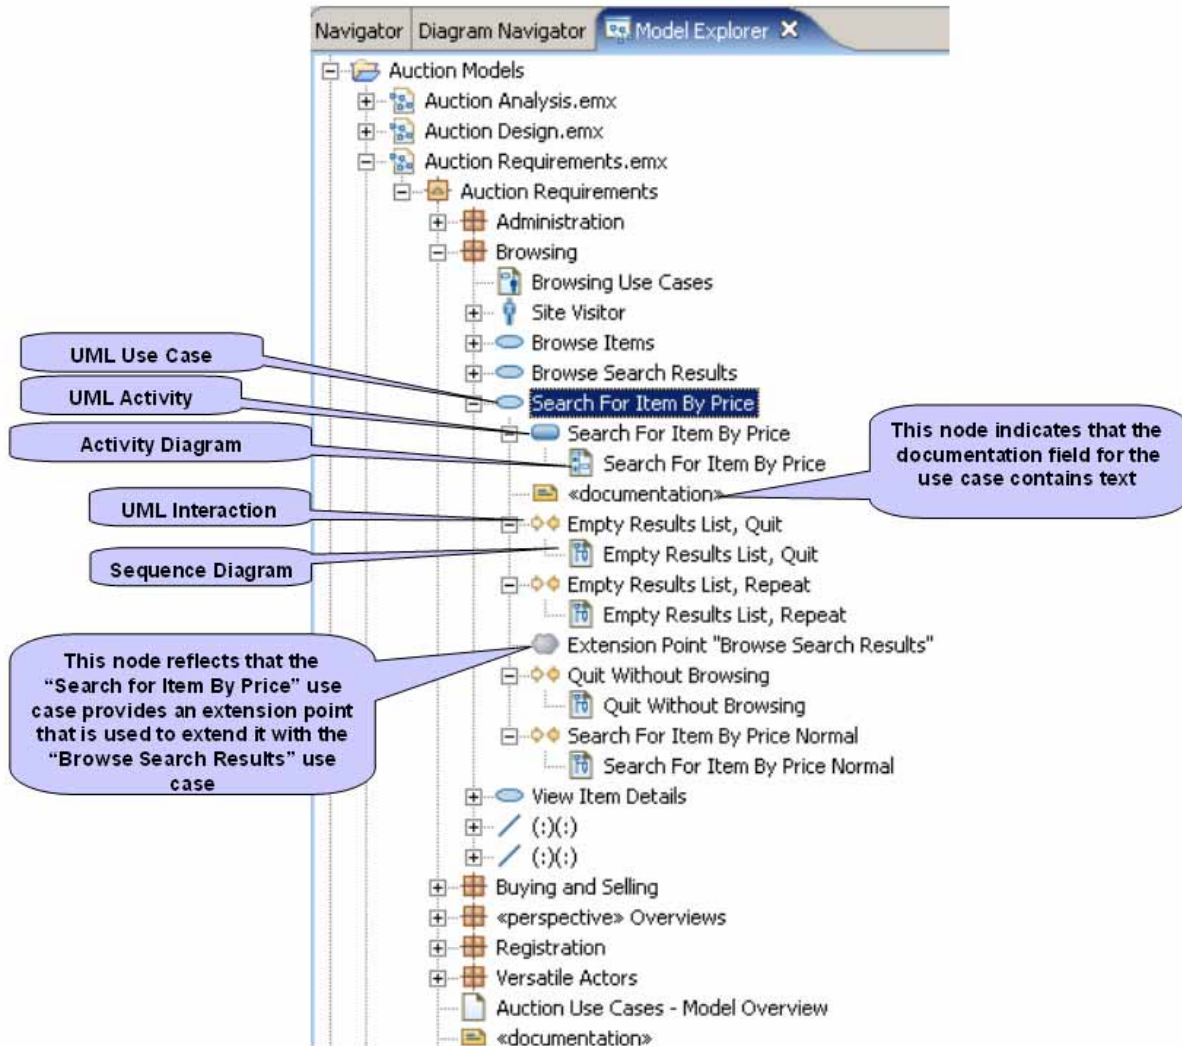 Navigator
Diagram Navigator
Model Explorer
Auction Models
Auction Analysis.emx
Auction Design.emx
Auction Requirements.emx
Auction Requirements
Administration
Browsing
Browsing Use Cases
Site Visitor
Browse Items
Browse Search Results
Search For Item By Price
Search For Item By Price
Search For Item By Price
«documentation»
Empty Results List, Quit
Empty Results List, Quit
Empty Results List, Repeat
Empty Results List, Repeat
Extension Point "Browse Search Results"
Quit Without Browsing
Quit Without Browsing
Search For Item By Price Normal
Search For Item By Price Normal
View Item Details
(:)(:)
(:)(:)
Buying and Selling
«perspective» Overviews
Registration
Versatile Actors
Auction Use Cases - Model Overview
«documentation»
UML Use Case
UML Activity
Activity Diagram
UML Interaction
Sequence Diagram
This node reflects that the
“Search for Item By Price” use
case provides an extension point
that is used to extend it with the
“Browse Search Results” use
case
This node indicates that the
documentation field for the
use case contains text